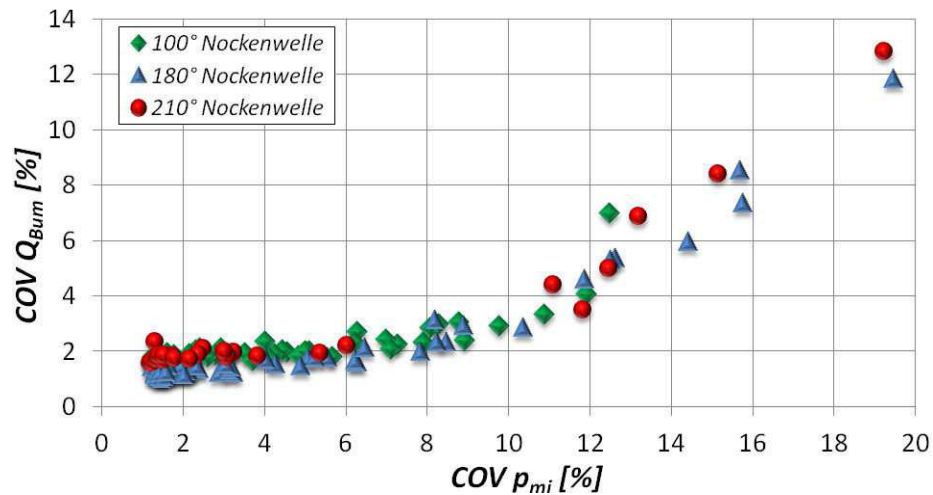 14
12
10
8
6
4
2
0
100° Nockenwelle
180° Nockenwelle
210° Nockenwelle
COV Q_Bum [%]
0 2 4 6 8 10 12 14 16 18 20
COV p_mi [%]